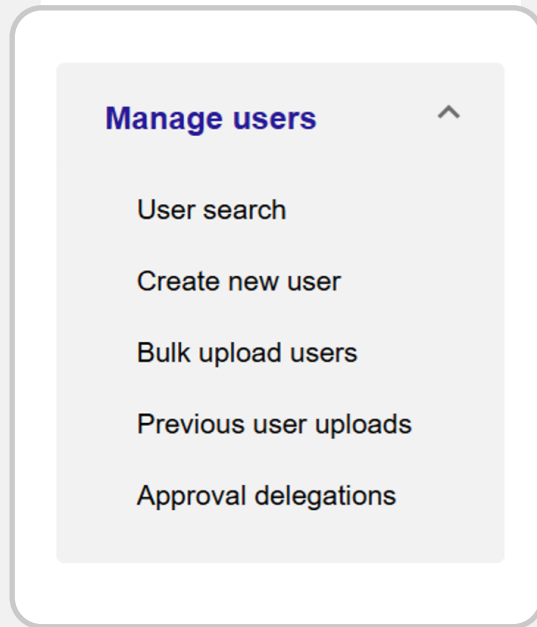 Manage users
User search
Create new user
Bulk upload users
Previous user uploads
Approval delegations